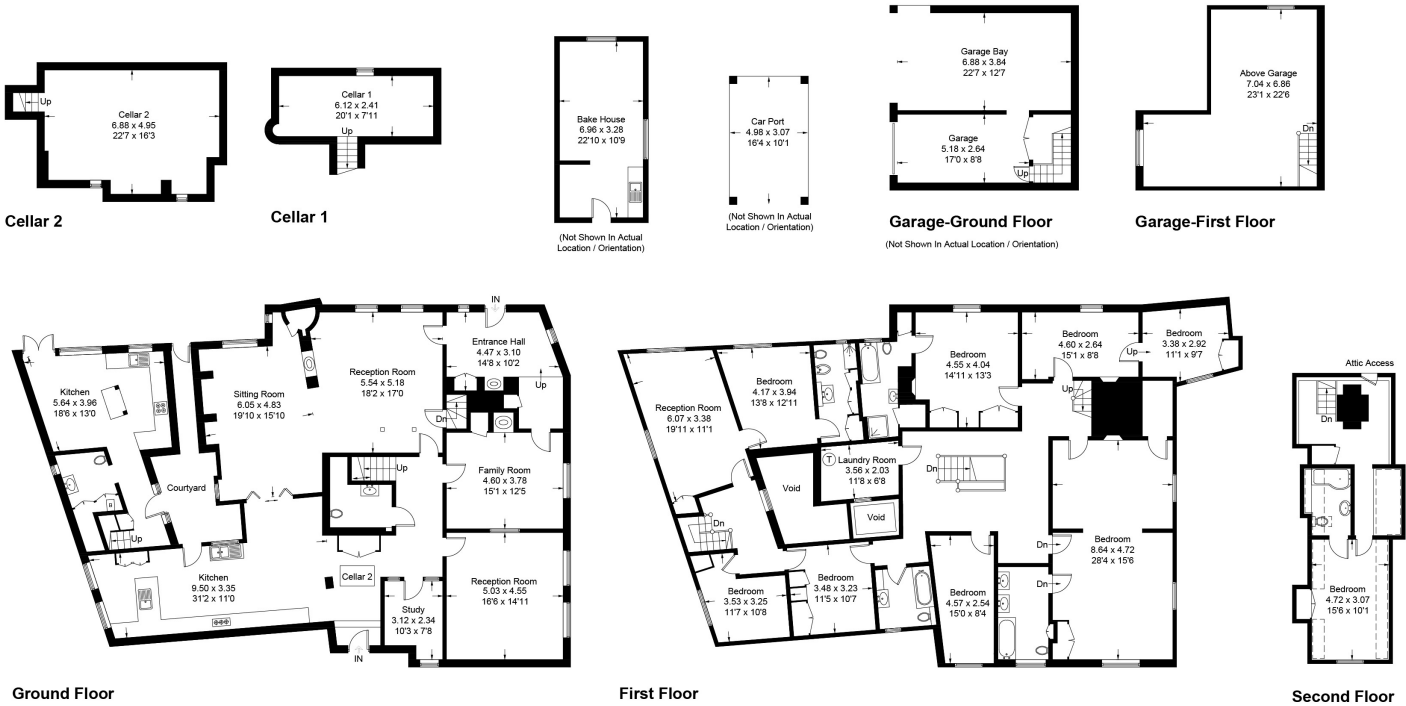 Up
Cellar 2
6.88 x 4.95
22'7 x 16'3
Cellar 2
Cellar 1
6.12 x 2.41
20'1 x 7'11
Up
Cellar 1
Bake House
6.96 x 3.28
22'10 x 10'9
(Not Shown In Actual
Location / Orientation)
Car Port
4.98 x 3.07
16'4 x 10'1
(Not Shown In Actual
Location / Orientation)
Garage Bay
6.88 x 3.84
22'7 x 12'7
Garage
5.18 x 2.64
17'0 x 8'8
Up
Garage-Ground Floor
(Not Shown In Actual Location / Orientation)
Above Garage
7.04 x 6.86
23'1 x 22'6
Dn
Garage-First Floor
IN
Entrance Hall
4.47 x 3.10
14'8 x 10'2
Up
Kitchen
5.64 x 3.96
18'6 x 13'0
Sitting Room
6.05 x 4.83
19'10 x 15'10
Reception Room
5.54 x 5.18
18'2 x 17'0
Dn
Up
Family Room
4.60 x 3.78
15'1 x 12'5
Courtyard
Up
Kitchen
9.50 x 3.35
31'2 x 11'0
Cellar 2
Study
3.12 x 2.34
10'3 x 7'8
Reception Room
5.03 x 4.55
16'6 x 14'11
IN
Ground Floor
Reception Room
6.07 x 3.38
19'11 x 11'1
Bedroom
4.17 x 3.94
13'8 x 12'11
Bedroom
4.55 x 4.04
14'11 x 13'3
Bedroom
4.60 x 2.64
15'1 x 8'8
Up
Bedroom
3.38 x 2.92
11'1 x 9'7
Up
T
Laundry Room
3.56 x 2.03
11'8 x 6'8
Dn
Void
Void
Dn
Bedroom
3.53 x 3.25
11'7 x 10'8
Bedroom
3.48 x 3.23
11'5 x 10'7
Bedroom
4.57 x 2.54
15'0 x 8'4
Dn
Dn
Bedroom
8.64 x 4.72
28'4 x 15'6
First Floor
Attic Access
Dn
Bedroom
4.72 x 3.07
15'6 x 10'1
Second Floor